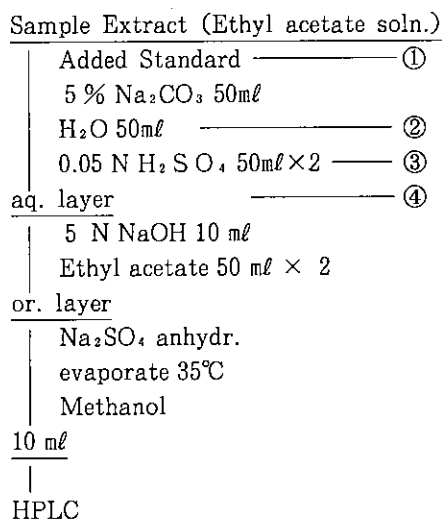 Sample Extract (Ethyl acetate soln.)
Added Standard ①
5 % Na₂CO₃ 50mℓ
H₂O 50mℓ ②
0.05 N H₂ S O₄ 50mℓ×2 ③
aq. layer ④
5 N NaOH 10 mℓ
Ethyl acetate 50 mℓ × 2
or. layer
Na₂SO₄ anhydr.
evaporate 35℃
Methanol
10 mℓ
HPLC